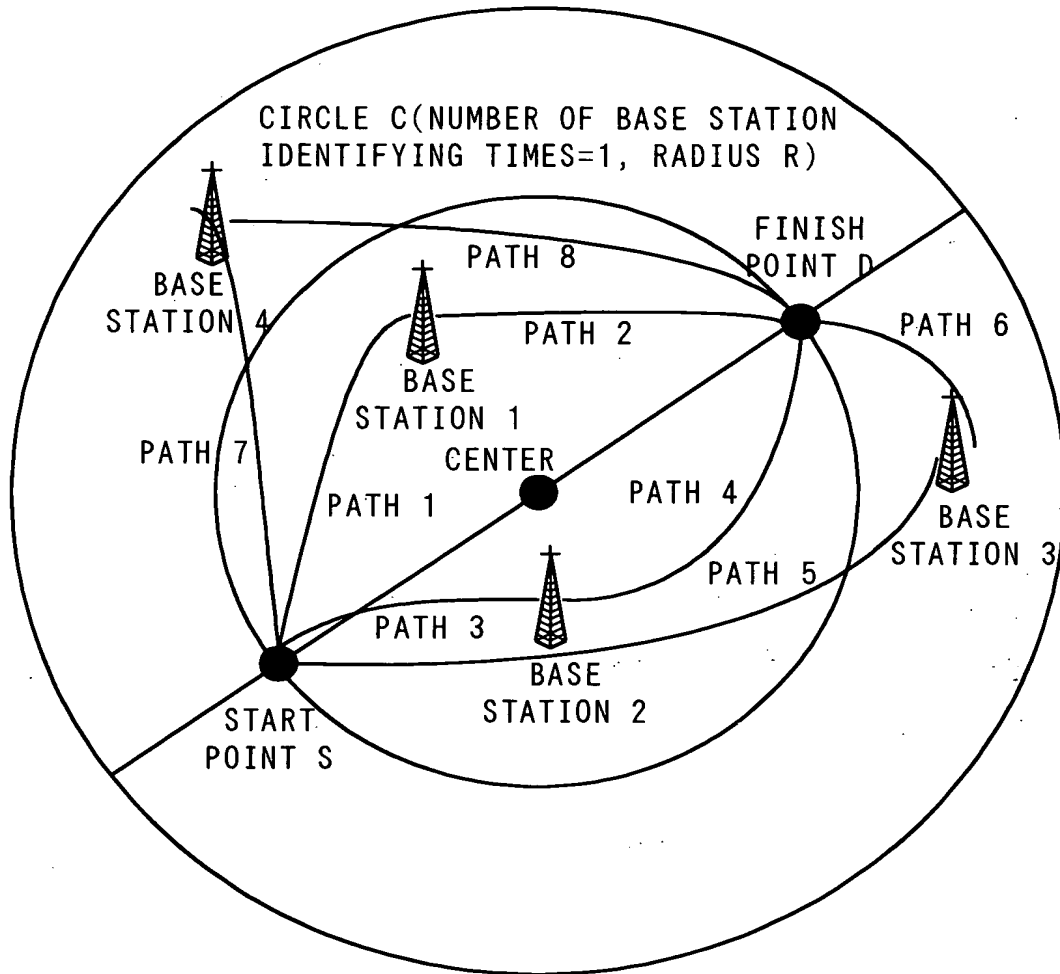 CIRCLE C(NUMBER OF BASE STATION
IDENTIFYING TIMES=1, RADIUS R)
FINISH
POINT D
PATH 8
BASE
STATION 4
PATH 2
PATH 6
BASE
STATION 1
PATH 7
CENTER
PATH 1
PATH 4
BASE
STATION 3
PATH 5
PATH 3
BASE
STATION 2
START
POINT S